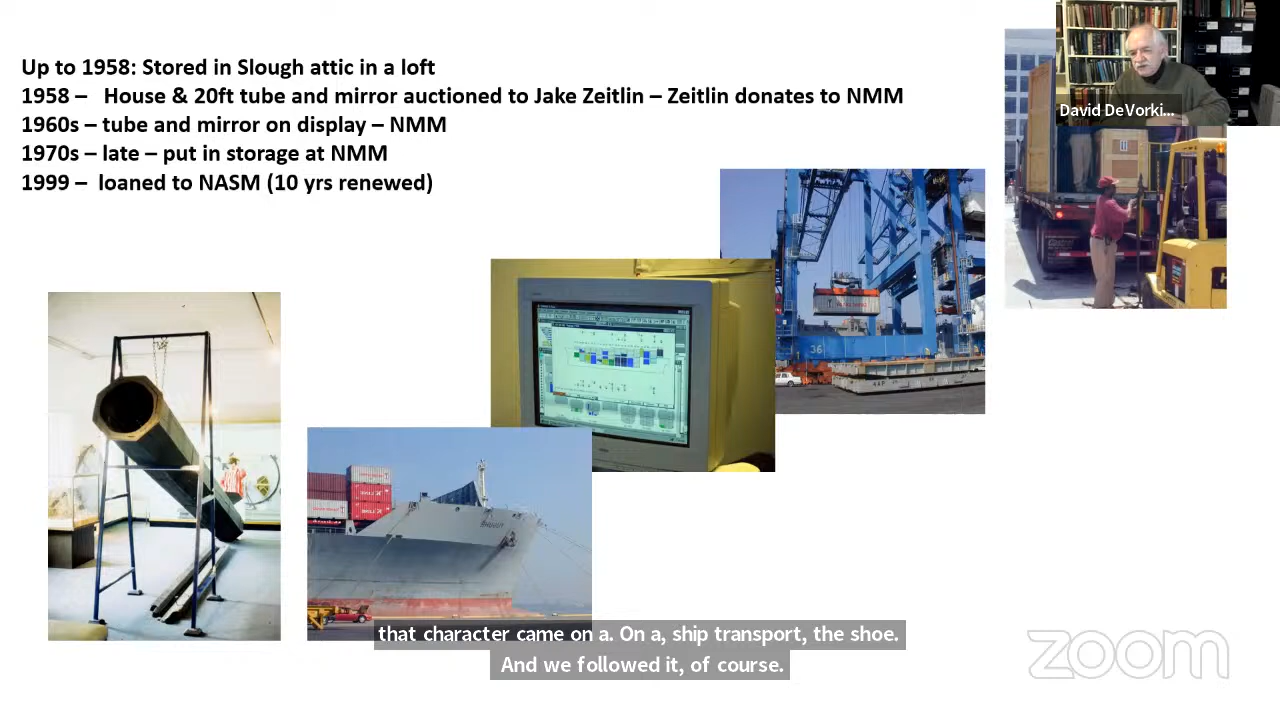 Up to 1958: Stored in Slough attic in a loft
1958 – House & 20ft tube and mirror auctioned to Jake Zeitlin – Zeitlin donates to NMM
1960s – tube and mirror on display – NMM
1970s – late – put in storage at NMM
1999 – loaned to NASM (10 yrs renewed)
David DeVorki...
36
that character came on a. On a, ship transport, the shoe.
And we followed it, of course.
zoom